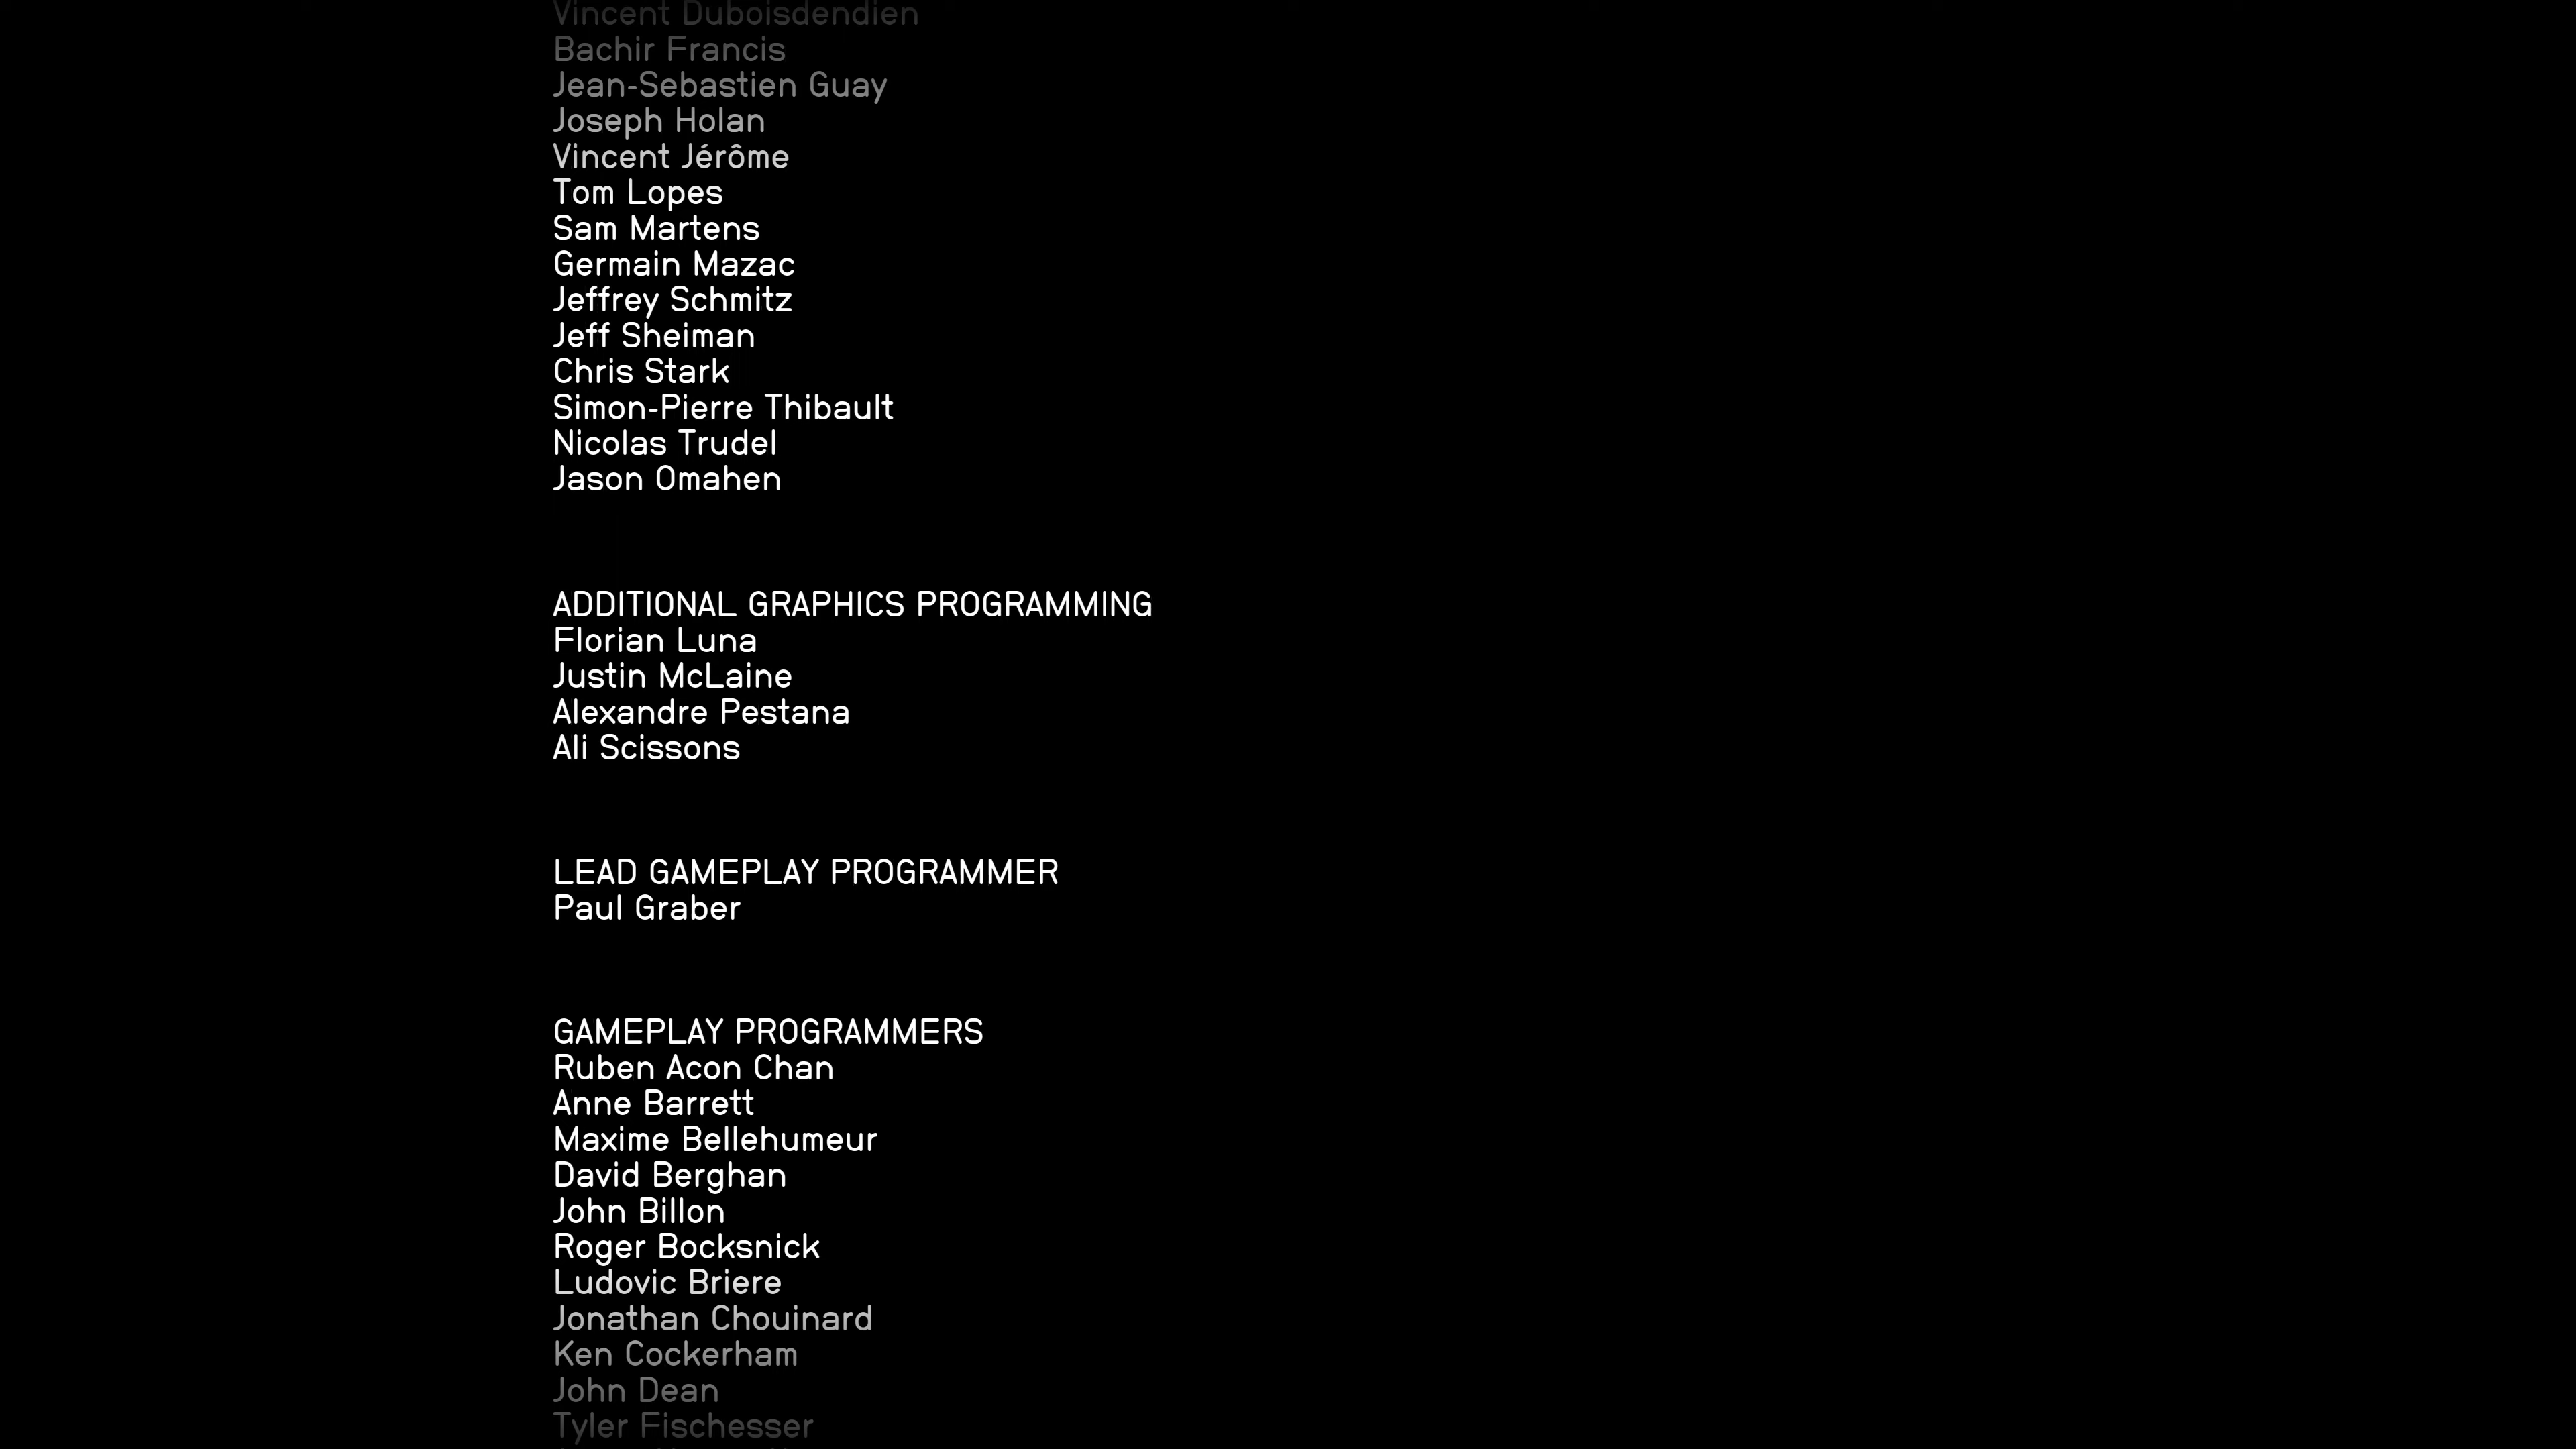 Vincent Duboisdendien
Bachir Francis
Jean-Sebastien Guay
Joseph Holan
Vincent Jérôme
Tom Lopes
Sam Martens
Germain Mazac
Jeffrey Schmitz
Jeff Sheiman
Chris Stark
Simon-Pierre Thibault
Nicolas Trudel
Jason Omahen
ADDITIONAL GRAPHICS PROGRAMMING
Florian Luna
Justin McLaine
Alexandre Pestana
Ali Scissons
LEAD GAMEPLAY PROGRAMMER
Paul Graber
GAMEPLAY PROGRAMMERS
Ruben Acon Chan
Anne Barrett
Maxime Bellehumeur
David Berghan
John Billon
Roger Bocksnick
Ludovic Briere
Jonathan Chouinard
Ken Cockerham
John Dean
Tyler Fischesser